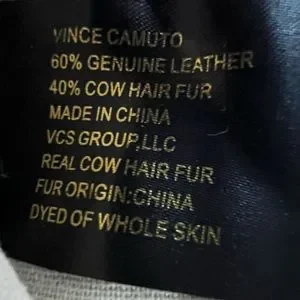 VINCE CAMUTO
60% GENUINE LEATHER
40% COW HAIR FUR
MADE IN CHINA
VCS GROUP,LLC
REAL COW HAIR FUR
FUR ORIGIN:CHINA
DYED OF WHOLE SKIN